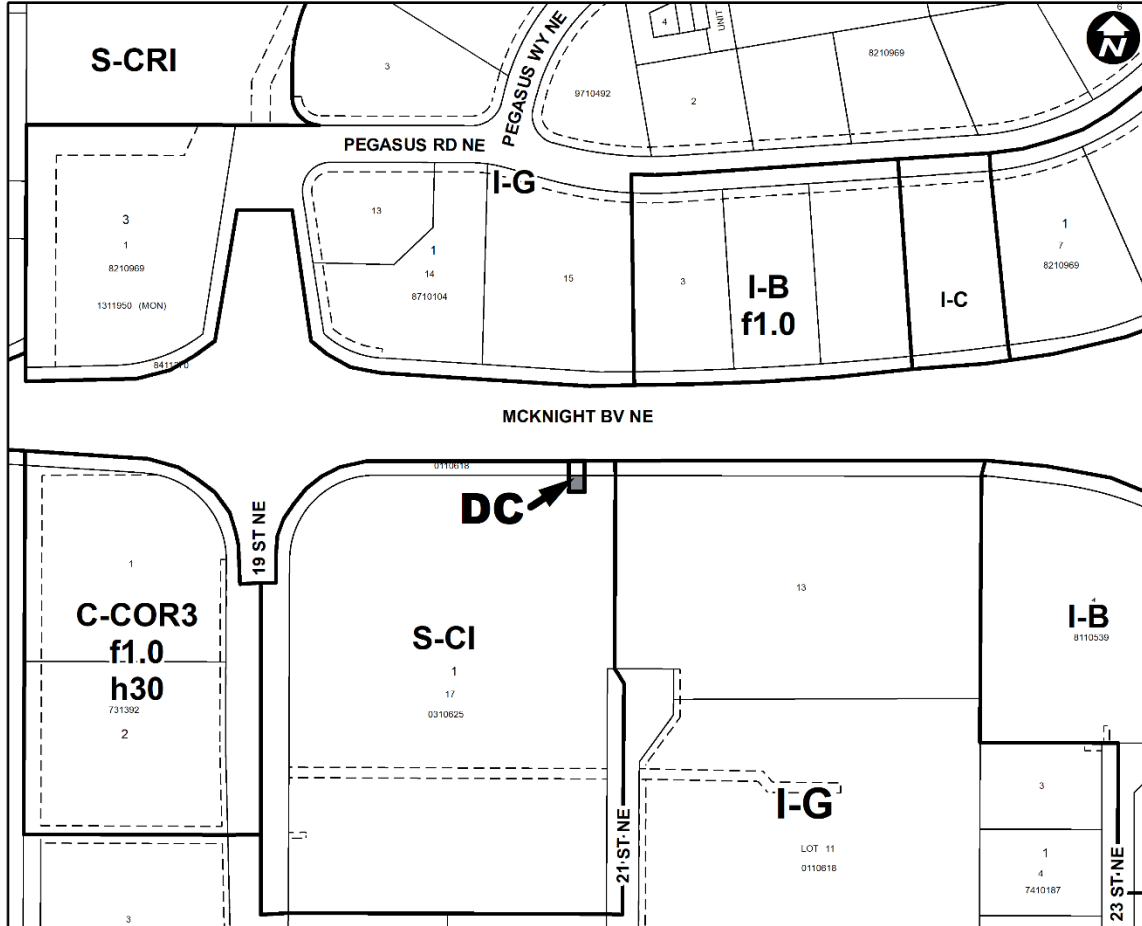 S-CRI
3
PEGASUS WY NE
4
UNIT
6
N
9710492
2
8210969
PEGASUS RD NE
I-G
3
1
8210969
1311950 (MON)
13
1
14
8710104
15
3
I-B
f1.0
I-C
1
7
8210969
MCKNIGHT BV NE
0110618
DC
19 ST NE
1
C-COR3
f1.0
h30
731392
2
S-CI
1
17
0310625
13
I-B
8110539
I-G
21 ST NE
LOT 11
0110618
3
1
4
7410187
23 ST NE
3